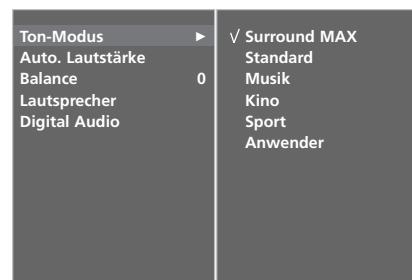 Ton-Modus ►
Auto. Lautstärke
Balance 0
Lautsprecher
Digital Audio
√ Surround MAX
Standard
Musik
Kino
Sport
Anwender